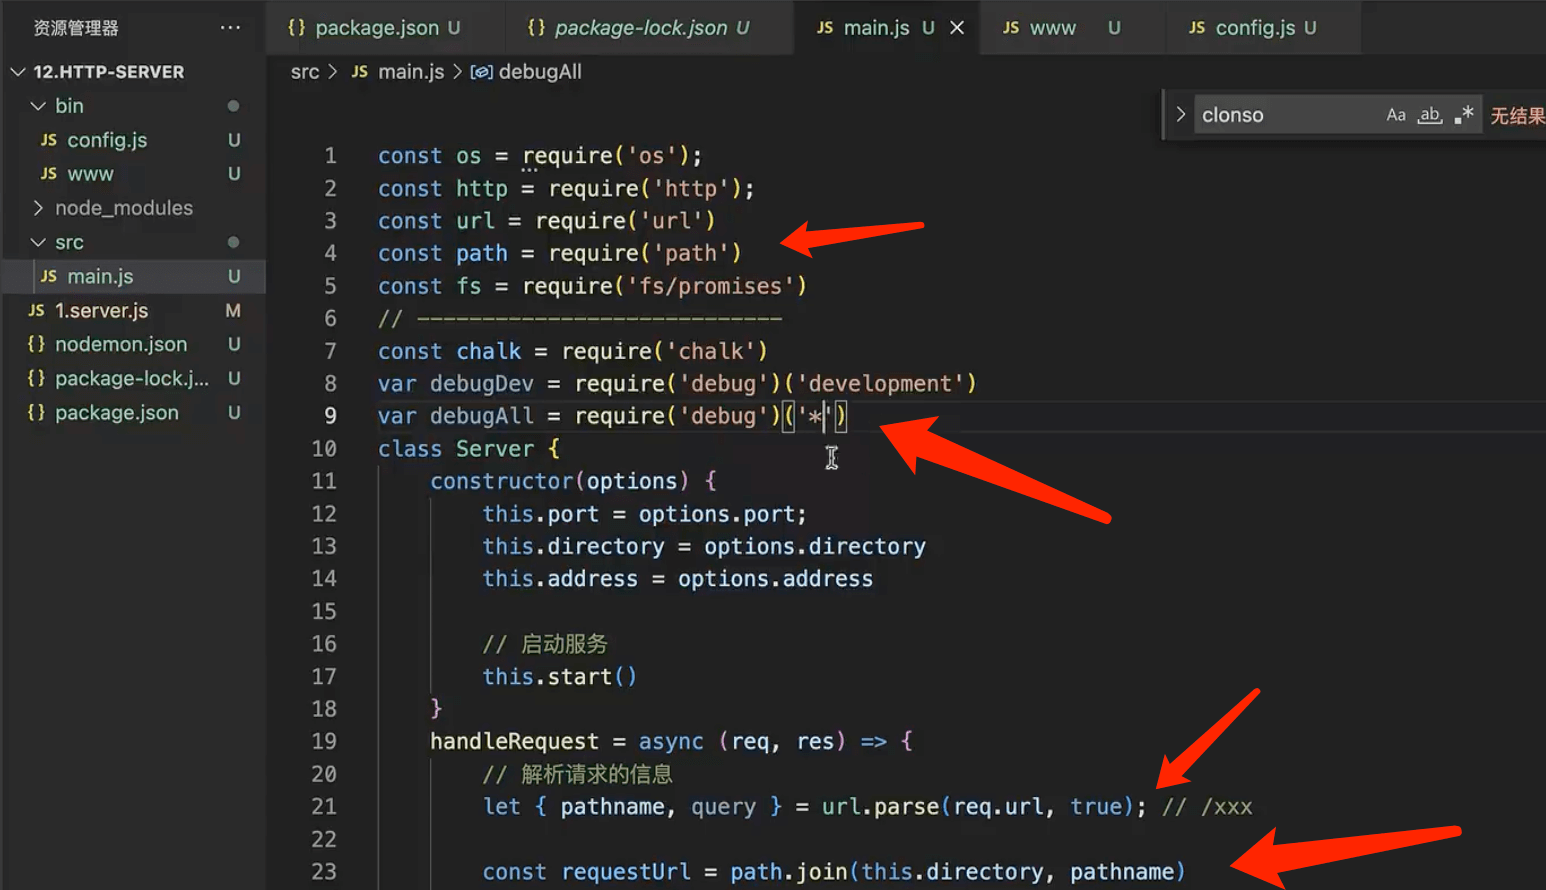 资源管理器 ...
{} package.json U
{} package-lock.json U
JS main.js U
JS www U
JS config.js U
12.HTTP-SERVER
bin
JS config.js U
JS www U
node_modules
src
JS main.js U
JS 1.server.js M
{} nodemon.json U
{} package-lock.j... U
{} package.json U
src > JS main.js > debugAll
clonso Aa ab .* 无结果
1 const os = require('os');
2 const http = require('http');
3 const url = require('url')
4 const path = require('path')
5 const fs = require('fs/promises')
6 // ----------------------------
7 const chalk = require('chalk')
8 var debugDev = require('debug')('development')
9 var debugAll = require('debug')('*')
10 class Server {
11 constructor(options) {
12 this.port = options.port;
13 this.directory = options.directory
14 this.address = options.address
15
16 // 启动服务
17 this.start()
18 }
19 handleRequest = async (req, res) => {
20 // 解析请求的信息
21 let { pathname, query } = url.parse(req.url, true); // /xxx
22
23 const requestUrl = path.join(this.directory, pathname)